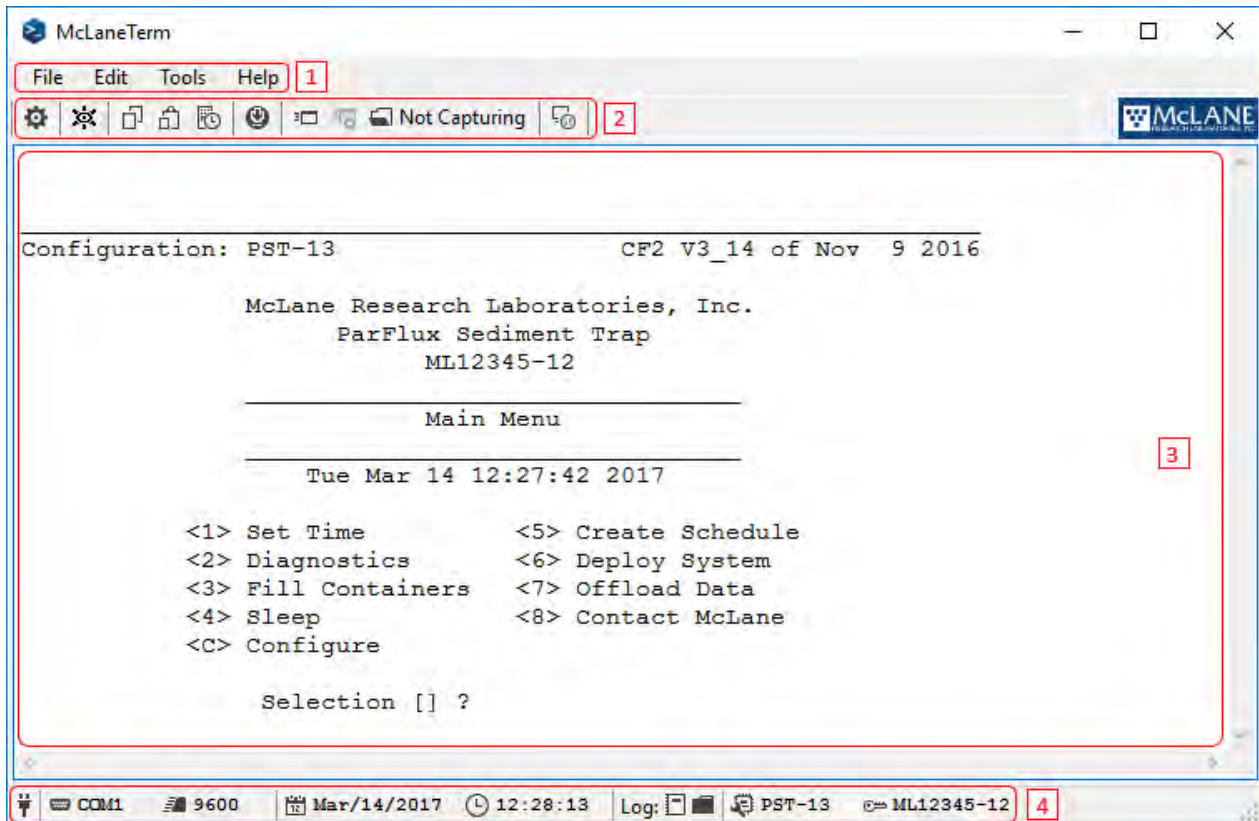 McLaneTerm
File Edit Tools Help 1
Not Capturing 2
McLANE
Configuration: PST-13 CF2 V3_14 of Nov 9 2016
McLane Research Laboratories, Inc.
ParFlux Sediment Trap
ML12345-12
Main Menu
3
Tue Mar 14 12:27:42 2017
<1> Set Time <5> Create Schedule
<2> Diagnostics <6> Deploy System
<3> Fill Containers <7> Offload Data
<4> Sleep <8> Contact McLane
<C> Configure
Selection [] ?
COM1 9600 12 Mar/14/2017 12:28:13 Log: PST-13 ML12345-12 4